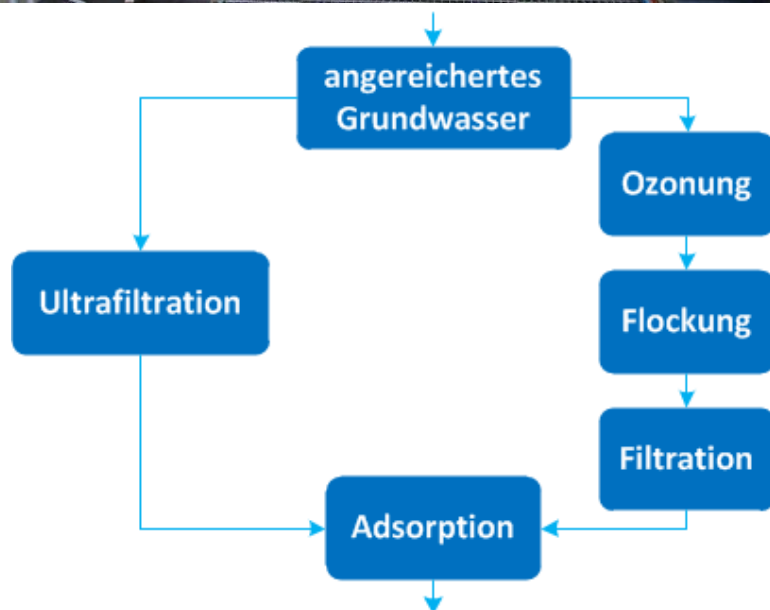 angereichertes
Grundwasser
Ozonung
Ultrafiltration
Flockung
Filtration
Adsorption